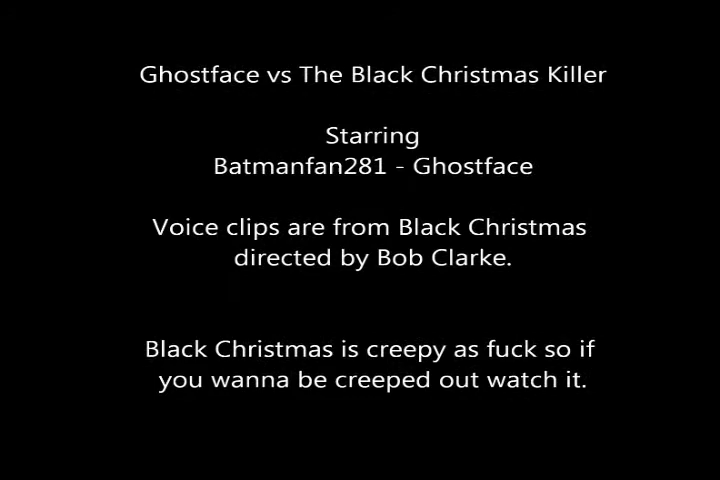 Ghostface vs The Black Christmas Killer
Starring
Batmanfan281 - Ghostface
Voice clips are from Black Christmas
directed by Bob Clarke.
Black Christmas is creepy as fuck so if
you wanna be creeped out watch it.